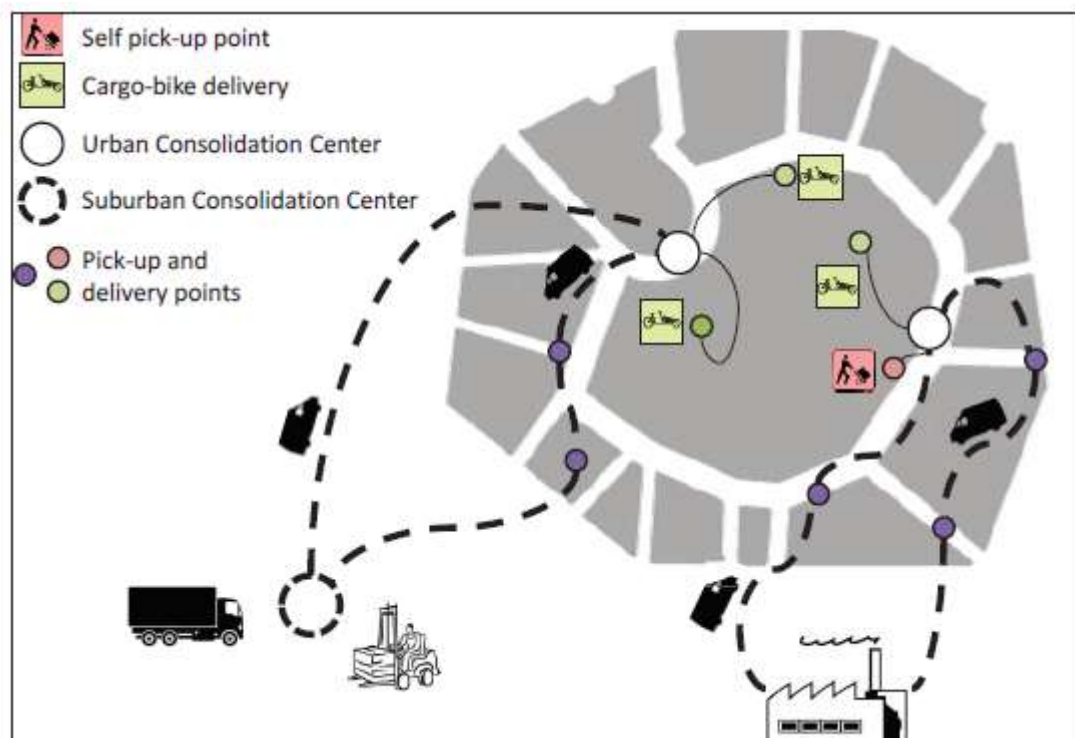 Self pick-up point
Cargo-bike delivery
Urban Consolidation Center
Suburban Consolidation Center
Pick-up and
delivery points